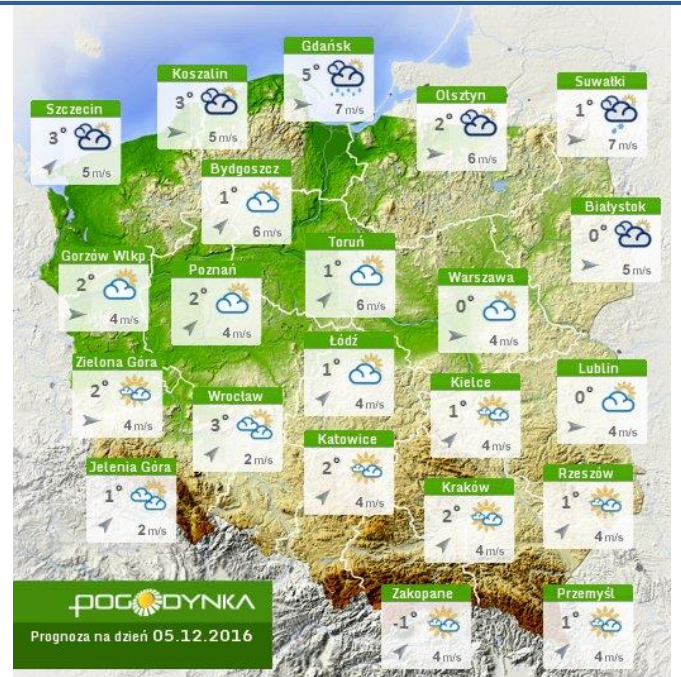 Gdańsk
5°
7 m/s
Koszalin
3°
5 m/s
Suwałki
1°
7 m/s
Olsztyn
2°
6 m/s
Szczecin
3°
5 m/s
Bydgoszcz
1°
6 m/s
Białystok
0°
5 m/s
Toruń
1°
6 m/s
Gorzów Wlkp
2°
4 m/s
Poznań
2°
4 m/s
Warszawa
0°
4 m/s
Łódź
1°
4 m/s
Zielona Góra
2°
4 m/s
Lublin
0°
4 m/s
Kielce
1°
4 m/s
Wrocław
3°
2 m/s
Katowice
2°
4 m/s
Jelenia Góra
1°
2 m/s
Rzeszów
1°
4 m/s
Kraków
2°
4 m/s
Zakopane
-1°
4 m/s
Przemyśl
1°
4 m/s
POGODYNKA
Prognoza na dzień 05.12.2016